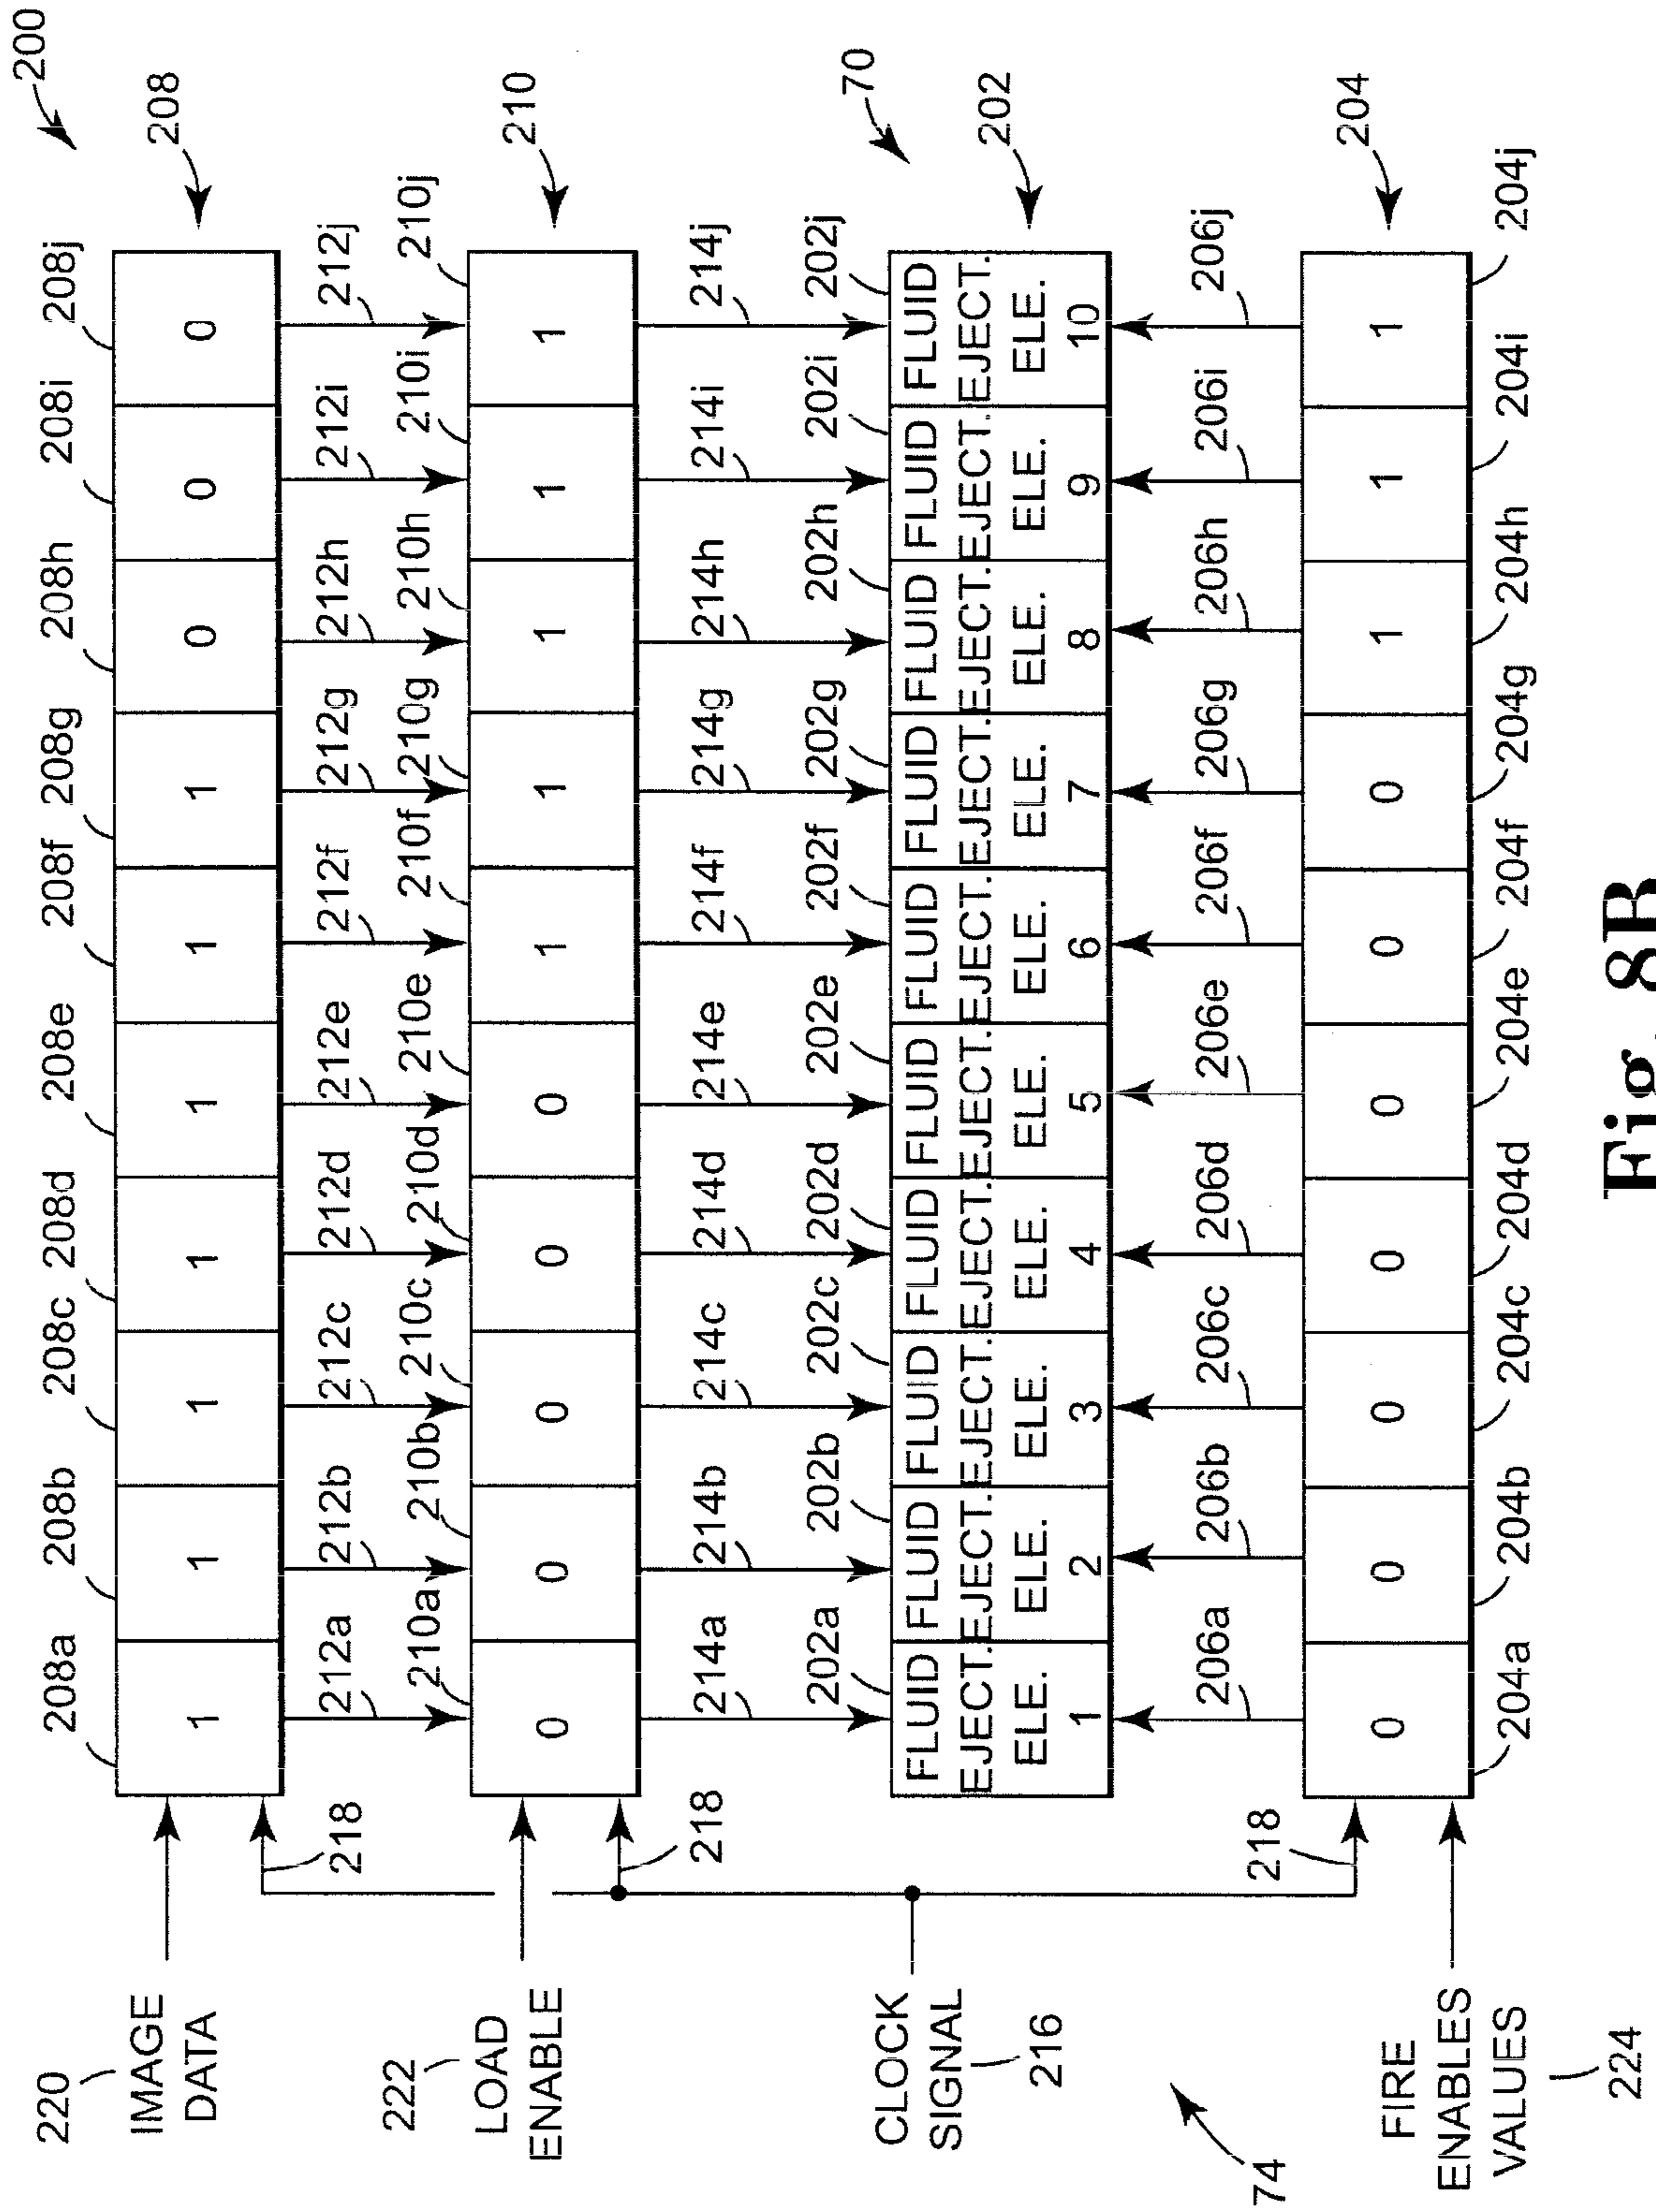 200
208a 208b 208c 208d 208e 208f 208g 208h 208i 208j
208
220
IMAGE
DATA
1 1 1 1 1 1 1 0 0 0
218
212a 212b 212c 212d 212e 212f 212g 212h 212i 212j
210a 210b 210c 210d 210e 210f 210g 210h 210i 210j
210
222
LOAD
ENABLE
0 0 0 0 0 1 1 1 1 1
218
214a 214b 214c 214d 214e 214f 214g 214h 214i 214j
202a 202b 202c 202d 202e 202f 202g 202h 202i 202j
70
202
CLOCK
SIGNAL
216
FLUID FLUID FLUID FLUID FLUID FLUID FLUID FLUID FLUID FLUID
EJECT. EJECT. EJECT. EJECT. EJECT. EJECT. EJECT. EJECT. EJECT. EJECT.
ELE. ELE. ELE. ELE. ELE. ELE. ELE. ELE. ELE. ELE.
1 2 3 4 5 6 7 8 9 10
206a 206b 206c 206d 206e 206f 206g 206h 206i 206j
218
74
204
FIRE
ENABLES
VALUES
224
0 0 0 0 0 0 0 1 1 1
204a 204b 204c 204d 204e 204f 204g 204h 204i 204j
Fig. 8B